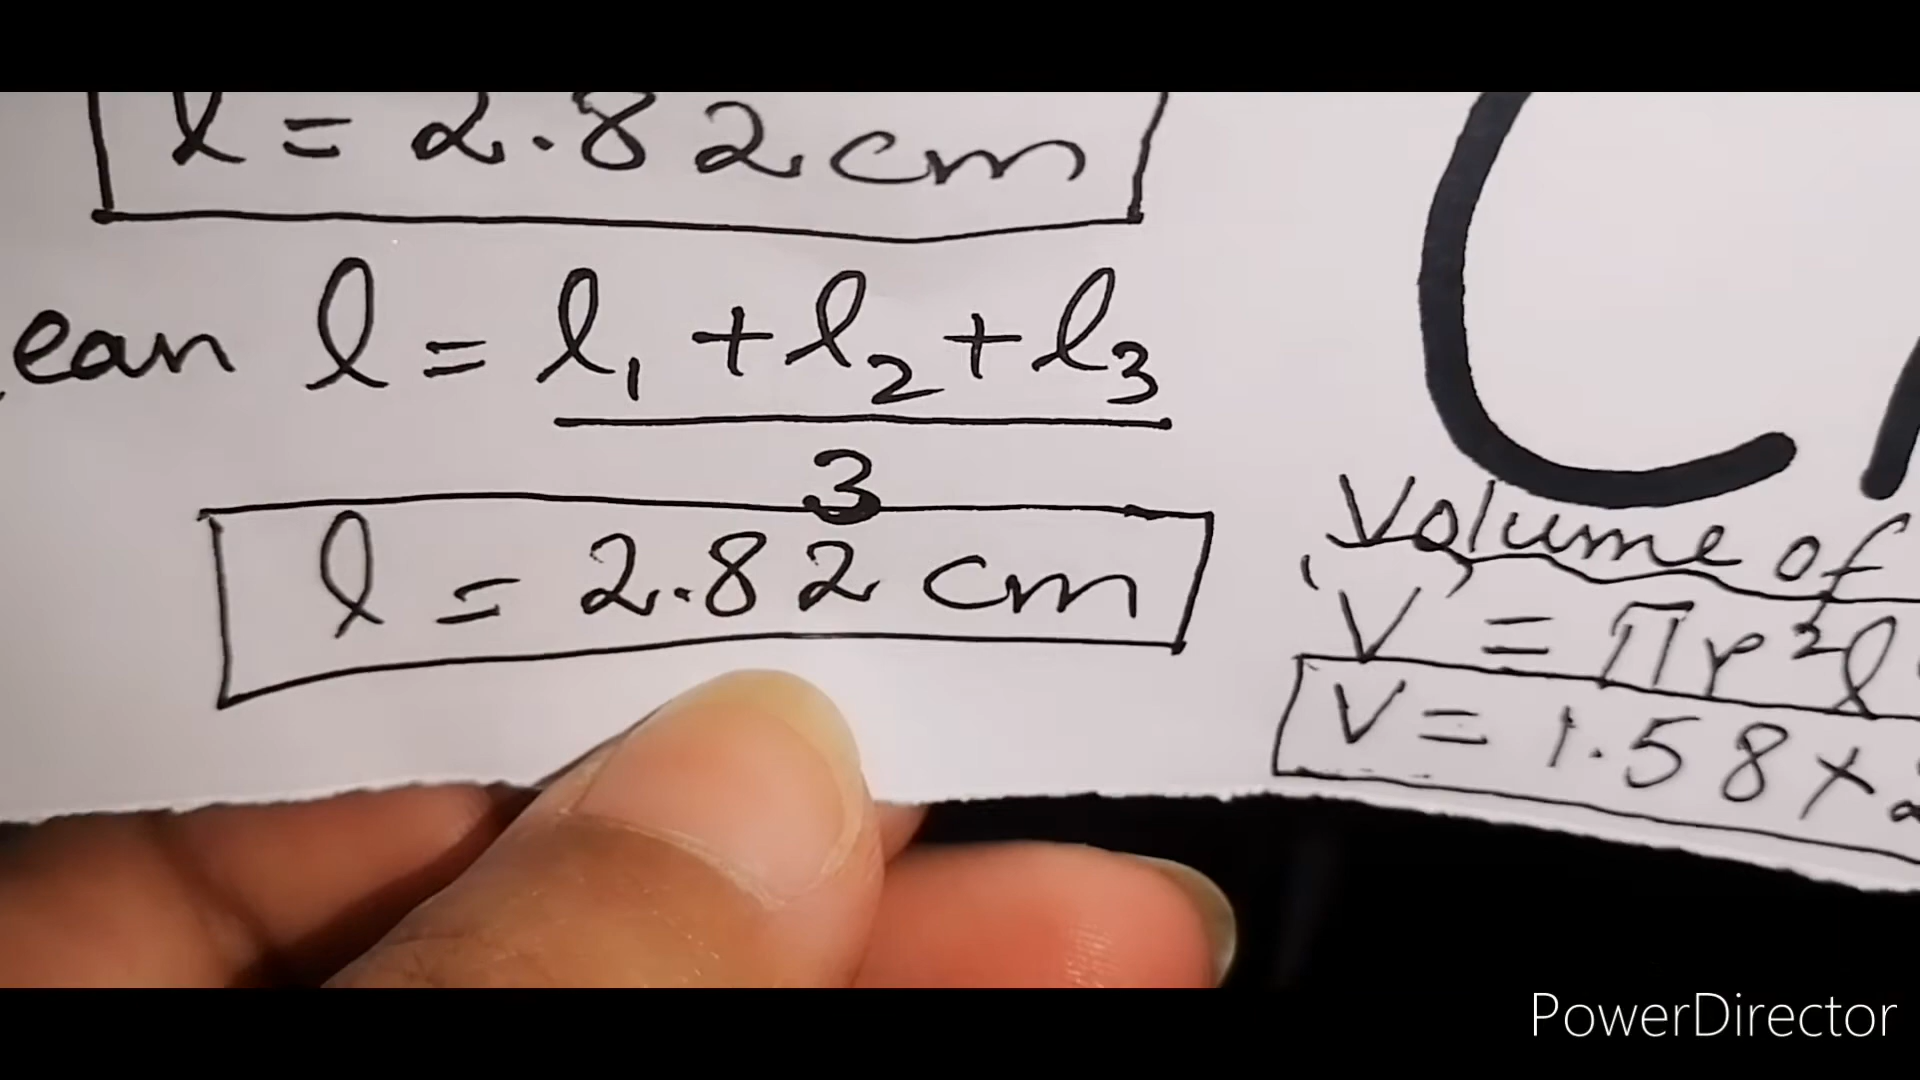 l = 2.82 cm
ean l = l₁ + l₂ + l₃
3
l = 2.82 cm
Volume of
V = πr²l
V = 1.58 ×
PowerDirector